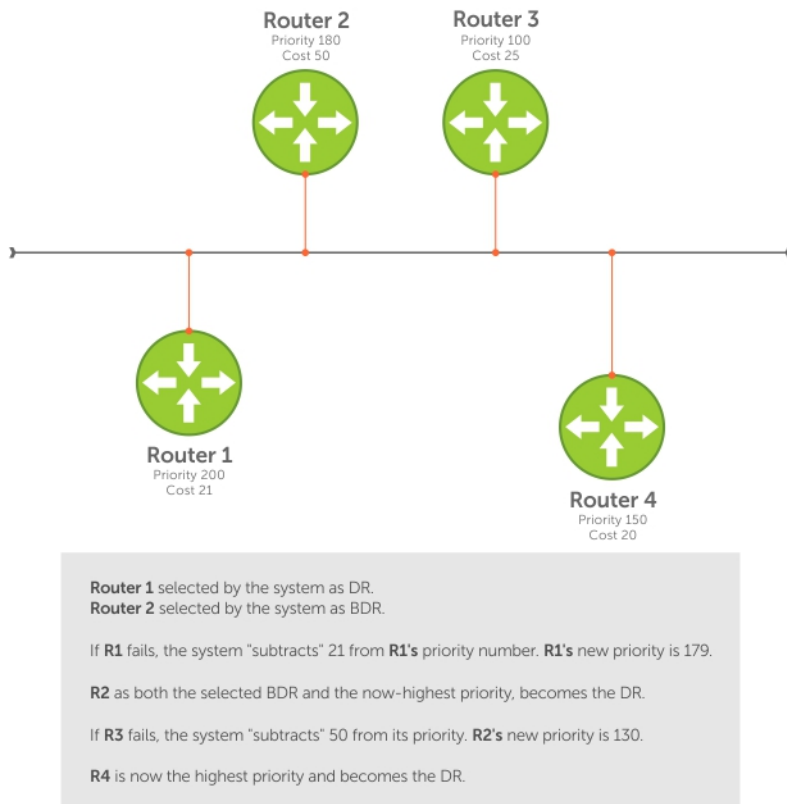 Router 2
Priority 180
Cost 50
Router 3
Priority 100
Cost 25
Router 1
Priority 200
Cost 21
Router 4
Priority 150
Cost 20
Router 1 selected by the system as DR.
Router 2 selected by the system as BDR.
If R1 fails, the system "subtracts" 21 from R1's priority number. R1's new priority is 179.
R2 as both the selected BDR and the now-highest priority, becomes the DR.
If R3 fails, the system "subtracts" 50 from its priority. R2's new priority is 130.
R4 is now the highest priority and becomes the DR.